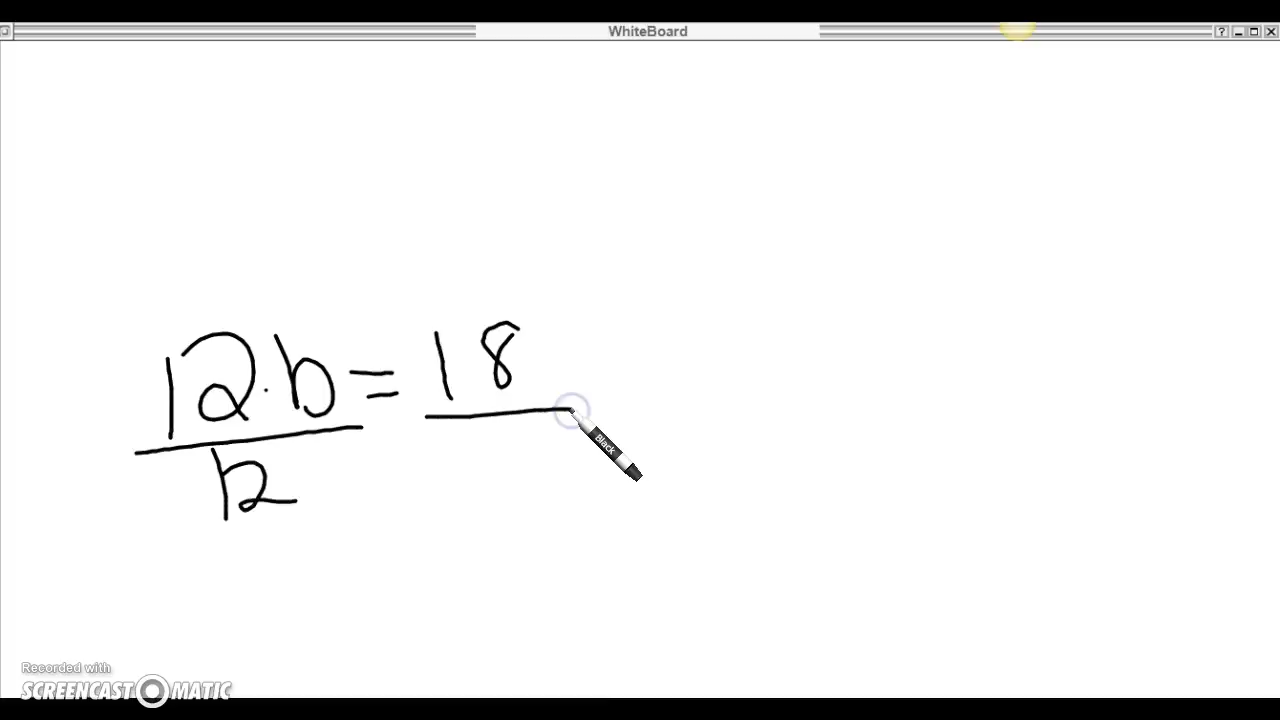 WhiteBoard
12·b = 18
12
Black
Recorded with
SCREENCAST MATIC